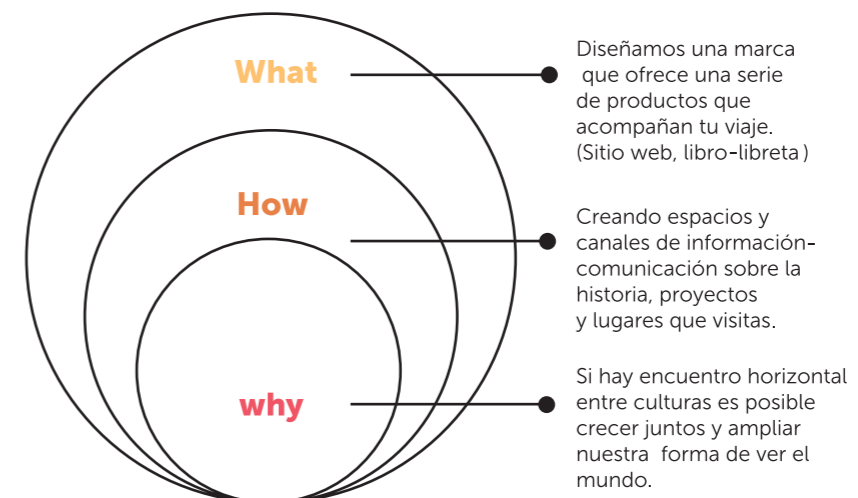 What
Diseñamos una marca
que ofrece una serie
de productos que
acompañan tu viaje.
(Sitio web, libro-libreta )
How
Creando espacios y
canales de información-
comunicación sobre la
historia, proyectos
y lugares que visitas.
why
Si hay encuentro horizontal
entre culturas es posible
crecer juntos y ampliar
nuestra forma de ver el
mundo.